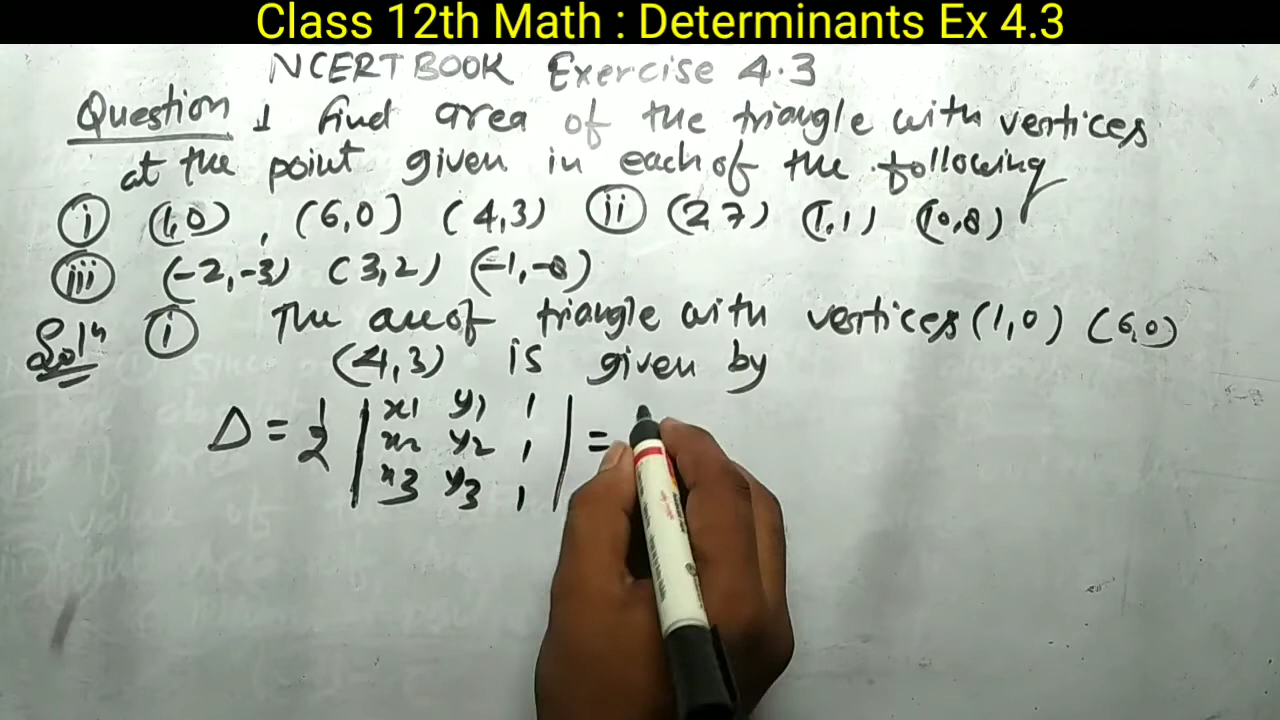 Class 12th Math : Determinants Ex 4.3
NCERT BOOK Exercise 4.3
Question 1 find area of the triangle with vertices
at the point given in each of the following
(i) (1,0) , (6,0) (4,3) (ii) (2,7) (1,1) (10,8)
(iii) (-2,-3) (3,2) (-1,-8)
Solⁿ (i) The are of triangle with vertices (1,0) (6,0)
(4,3) is given by
Δ = 1/2 | x1 y1 1 | =
| x2 y2 1 |
| x3 y3 1 |